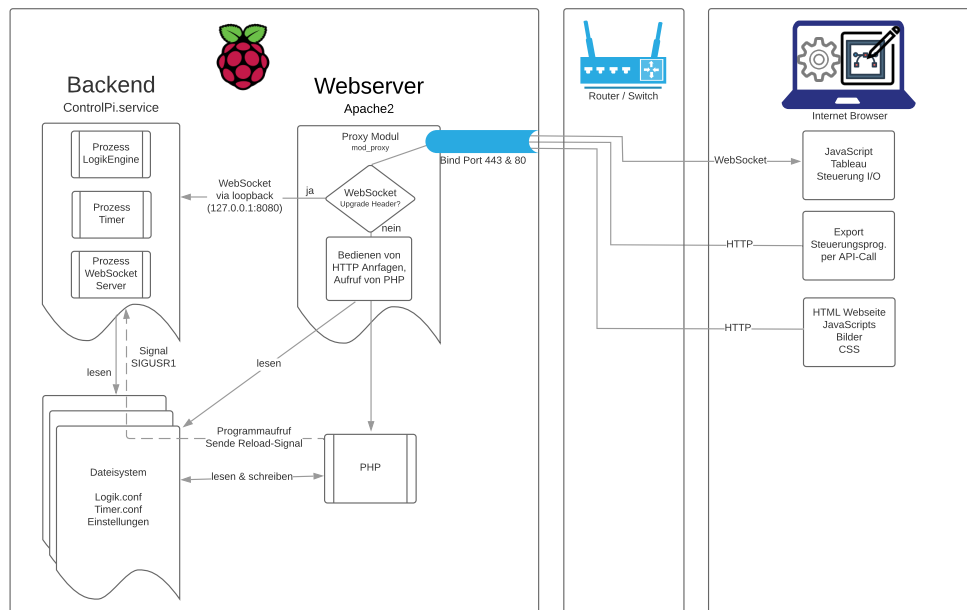 Backend
ControlPi.service
Prozess
LogikEngine
Prozess
Timer
Prozess
WebSocket
Server
WebSocket
via loopback
(127.0.0.1:8080)
Webserver
Apache2
Proxy Modul
mod_proxy
Bind Port 443 & 80
ja
WebSocket
Upgrade Header?
nein
Bedienen von
HTTP Anrfagen,
Aufruf von PHP
Signal
SIGUSR1
lesen
lesen
Programmaufruf
Sende Reload-Signal
lesen & schreiben
PHP
Dateisystem
Logik.conf
Timer.conf
Einstellungen
Router / Switch
Internet Browser
WebSocket
JavaScript
Tableau
Steuerung I/O
HTTP
Export
Steuerungsprog.
per API-Call
HTTP
HTML Webseite
JavaScripts
Bilder
CSS